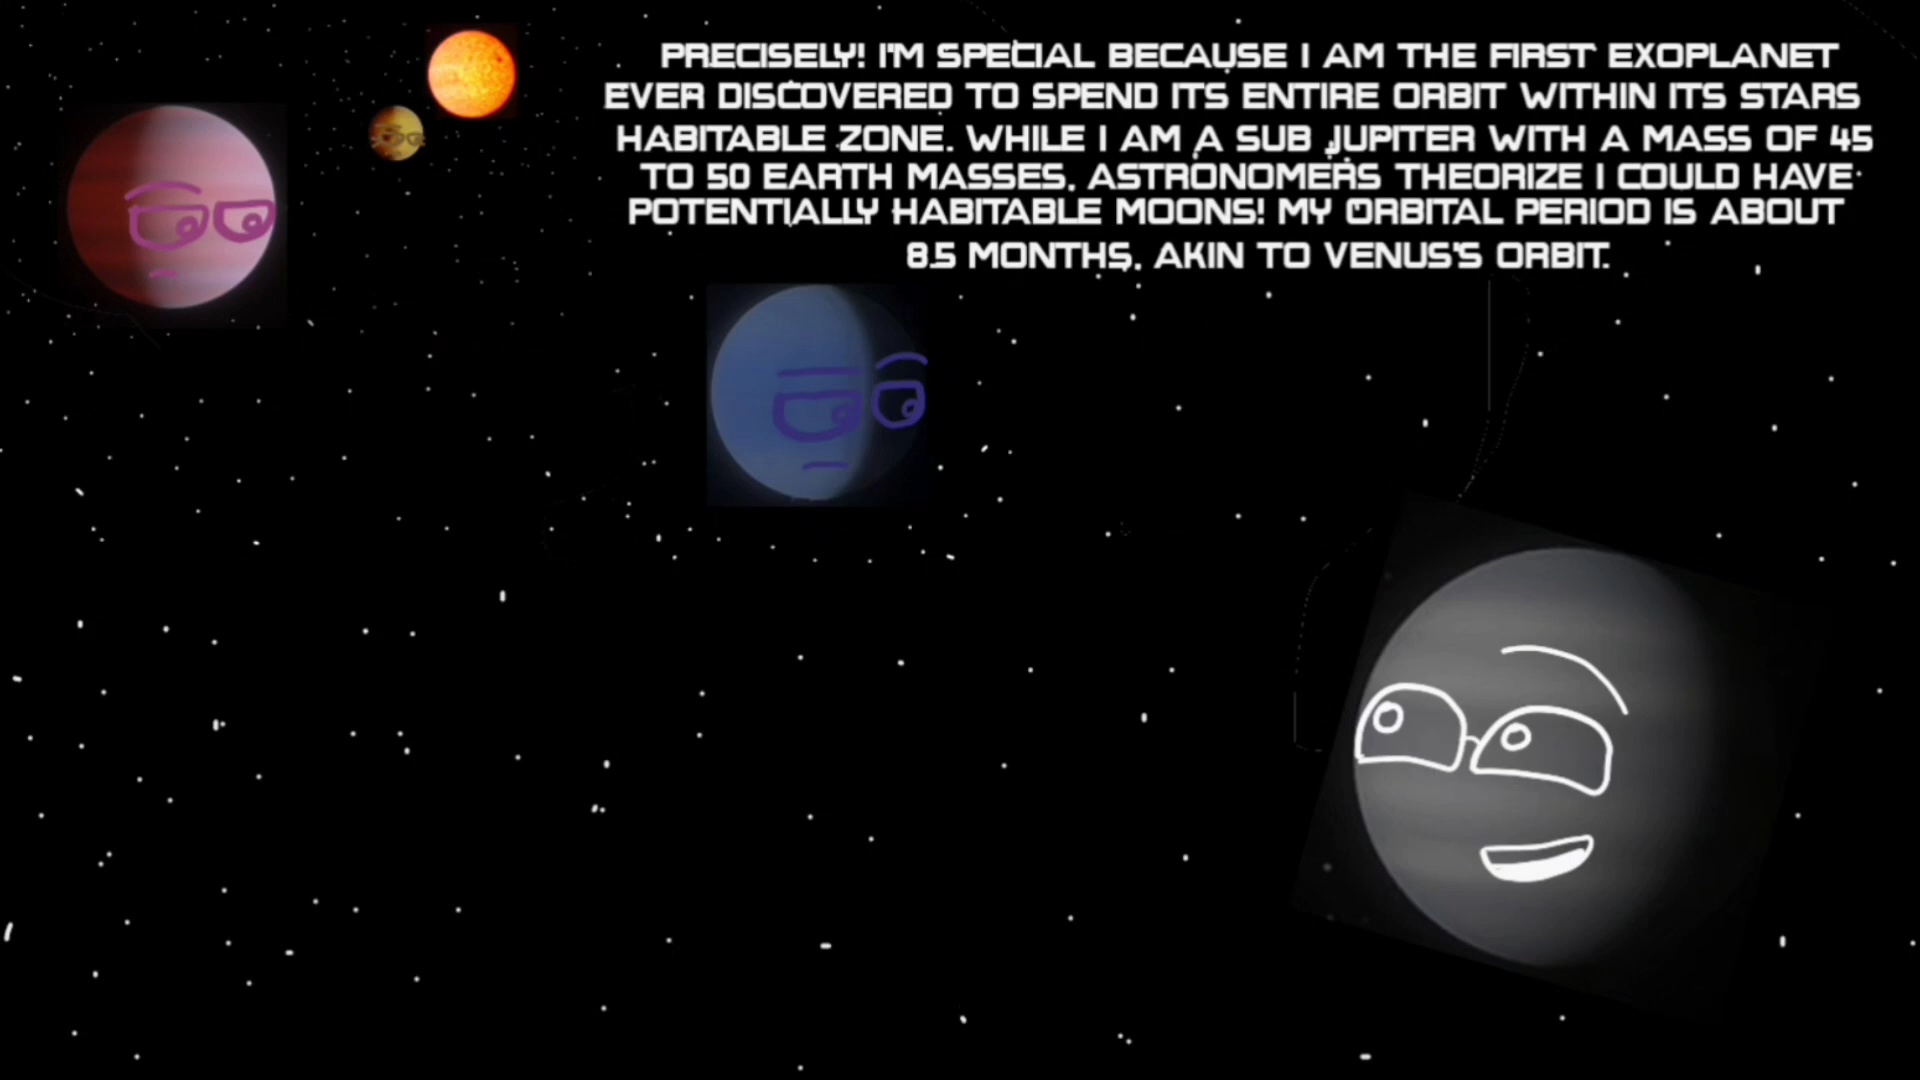 PRECISELY! I'M SPECIAL BECAUSE I AM THE FIRST EXOPLANET
EVER DISCOVERED TO SPEND ITS ENTIRE ORBIT WITHIN ITS STARS
HABITABLE ZONE. WHILE I AM A SUB JUPITER WITH A MASS OF 45
TO 50 EARTH MASSES, ASTRONOMERS THEORIZE I COULD HAVE
POTENTIALLY HABITABLE MOONS! MY ORBITAL PERIOD IS ABOUT
8.5 MONTHS, AKIN TO VENUS'S ORBIT.